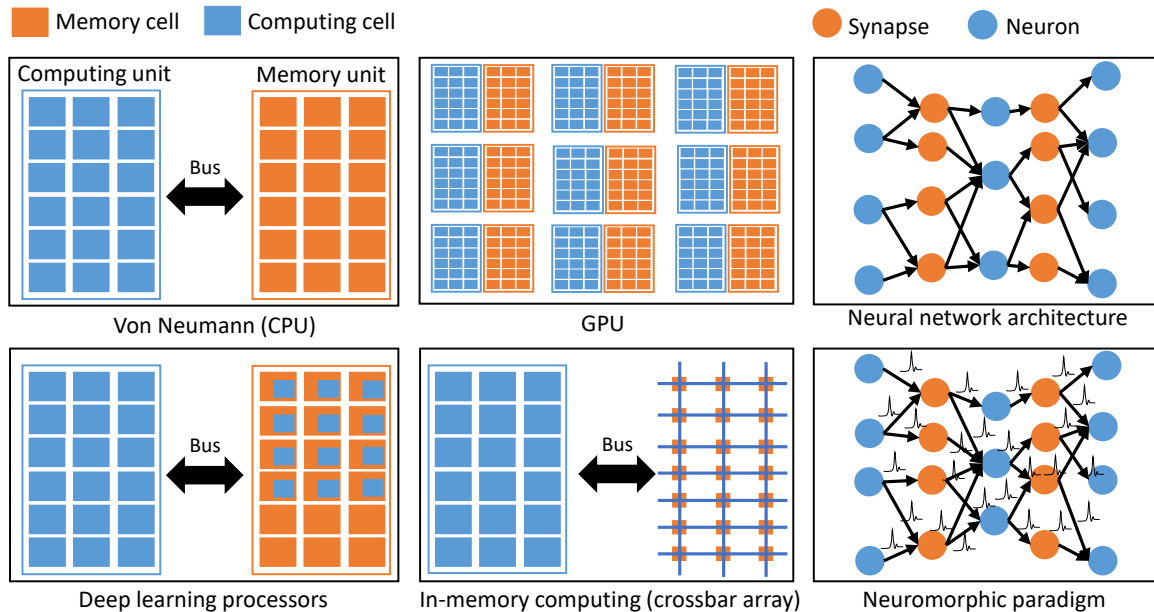 Memory cell
Computing cell
Synapse
Neuron
Computing unit
Memory unit
Bus
Von Neumann (CPU)
GPU
Neural network architecture
Bus
Bus
Deep learning processors
In-memory computing (crossbar array)
Neuromorphic paradigm